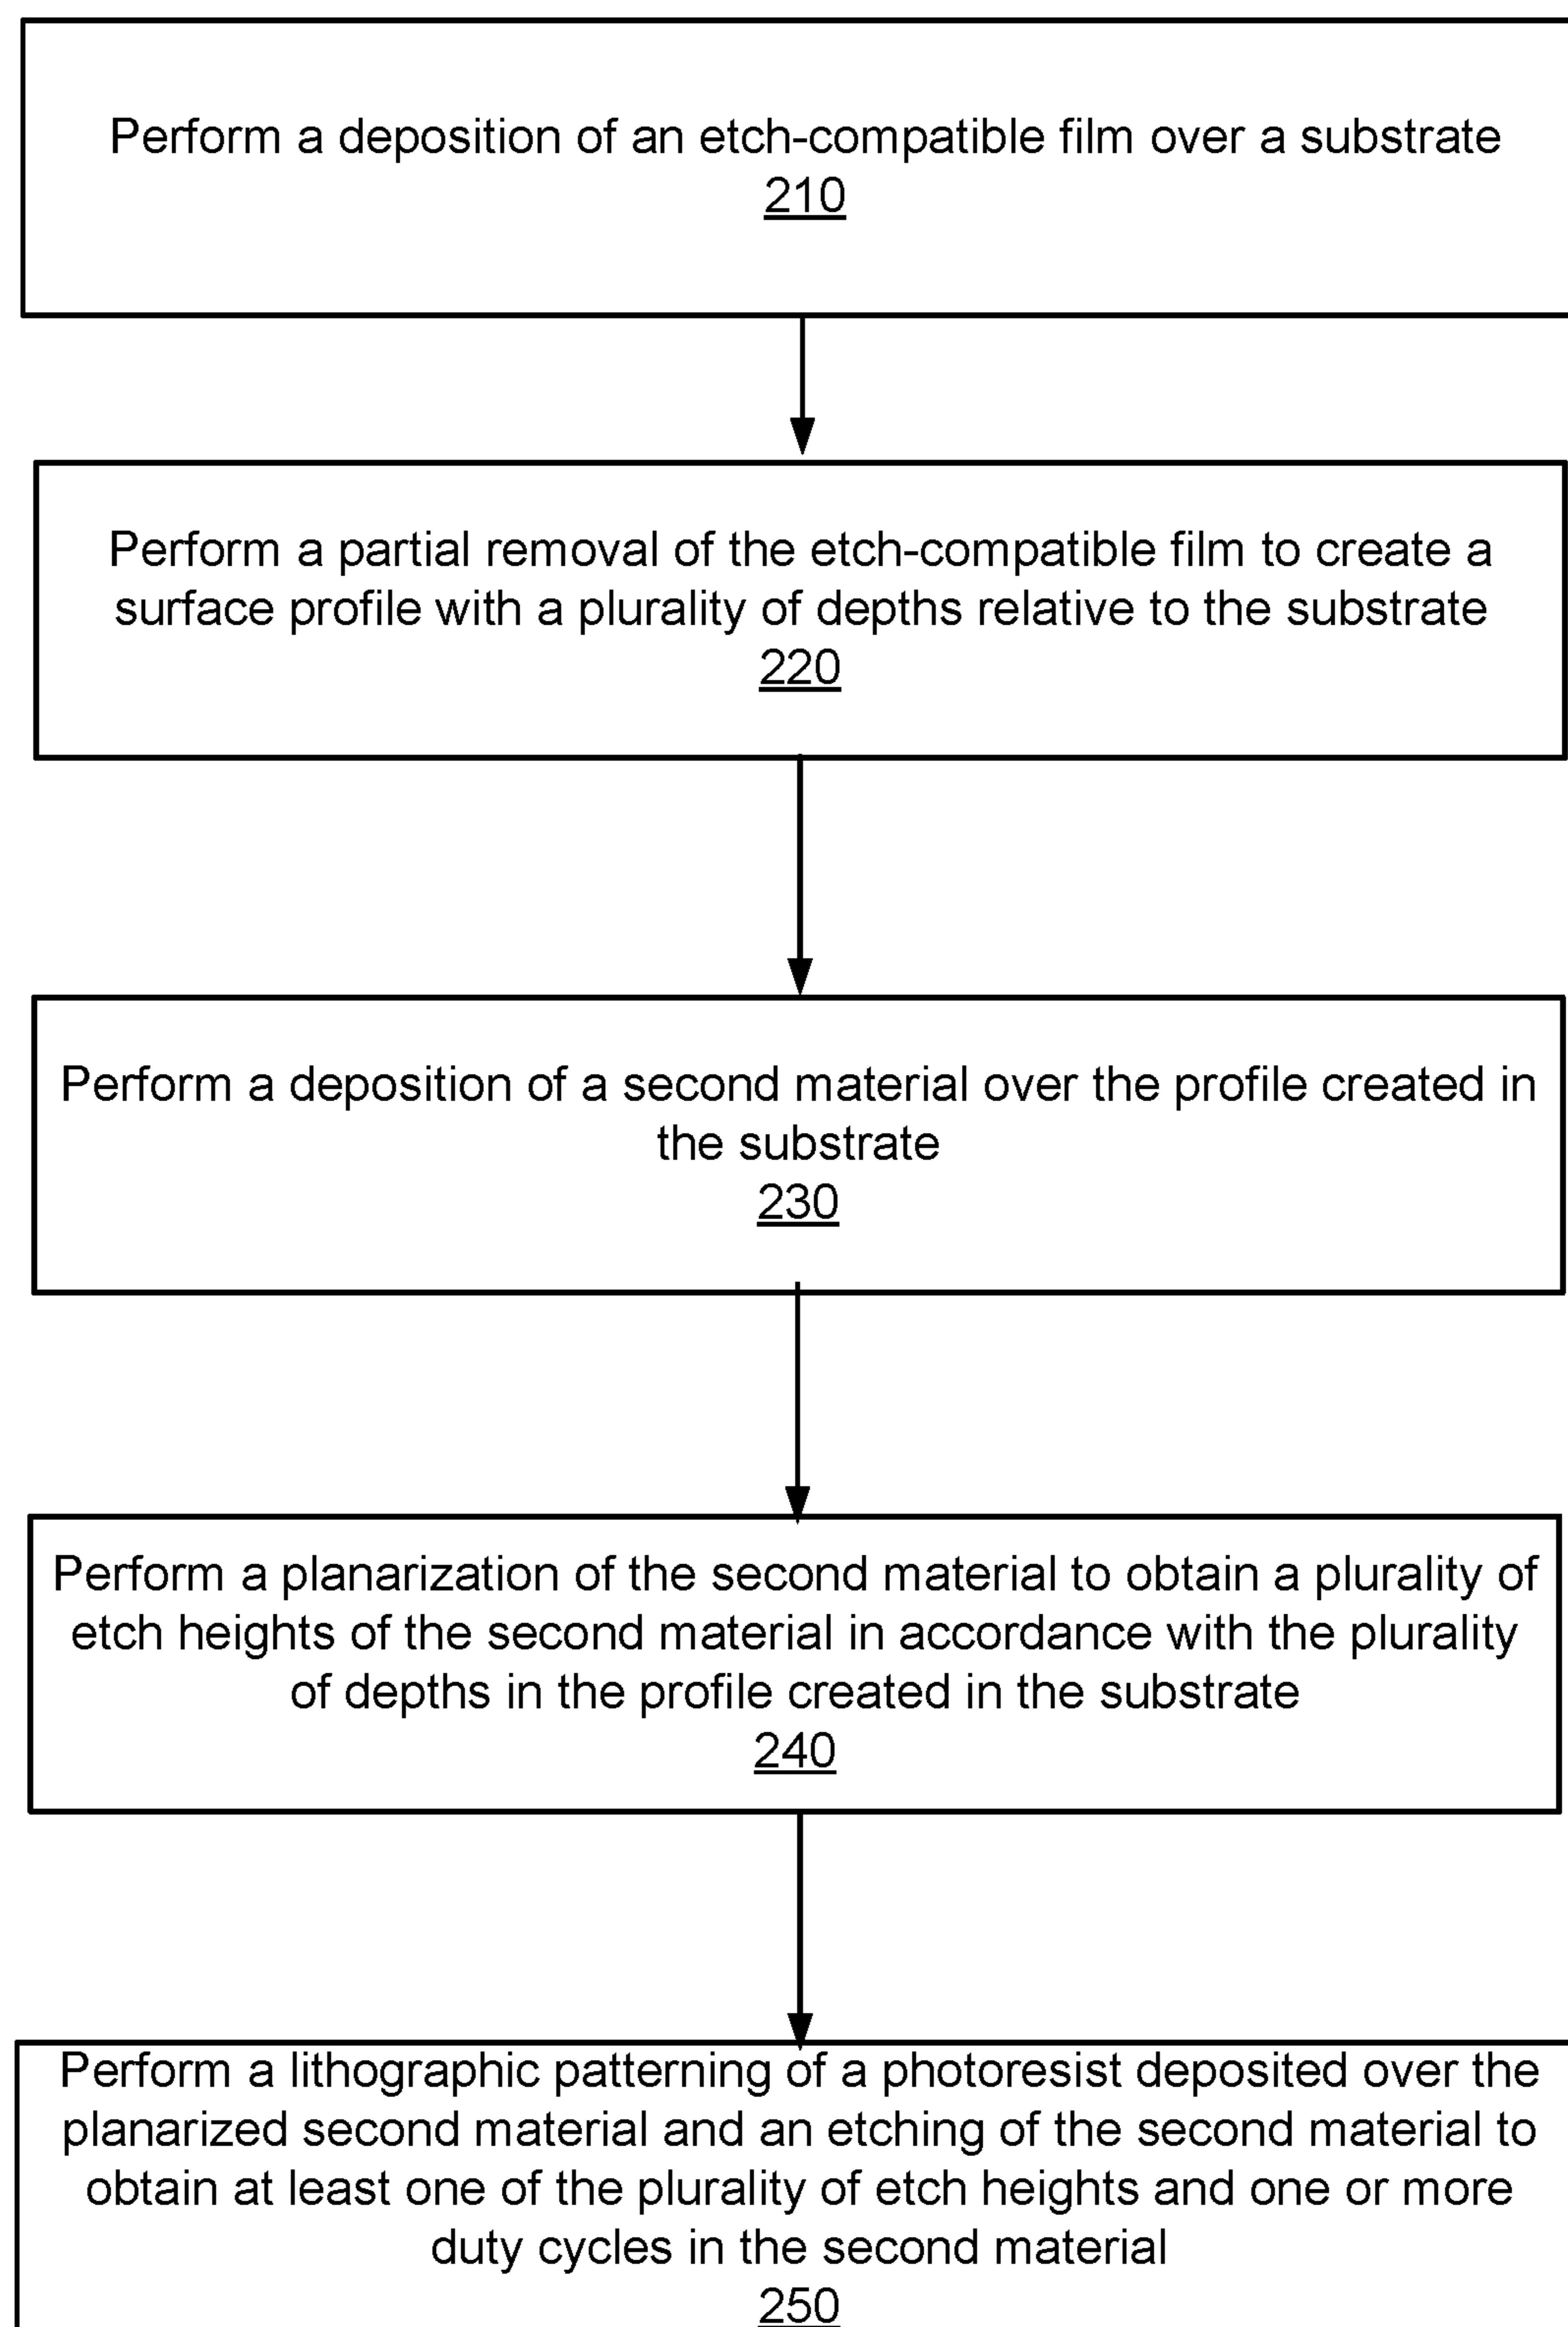 Perform a deposition of an etch-compatible film over a substrate
210
Perform a partial removal of the etch-compatible film to create a
surface profile with a plurality of depths relative to the substrate
220
Perform a deposition of a second material over the profile created in
the substrate
230
Perform a planarization of the second material to obtain a plurality of
etch heights of the second material in accordance with the plurality
of depths in the profile created in the substrate
240
Perform a lithographic patterning of a photoresist deposited over the
planarized second material and an etching of the second material to
obtain at least one of the plurality of etch heights and one or more
duty cycles in the second material
250